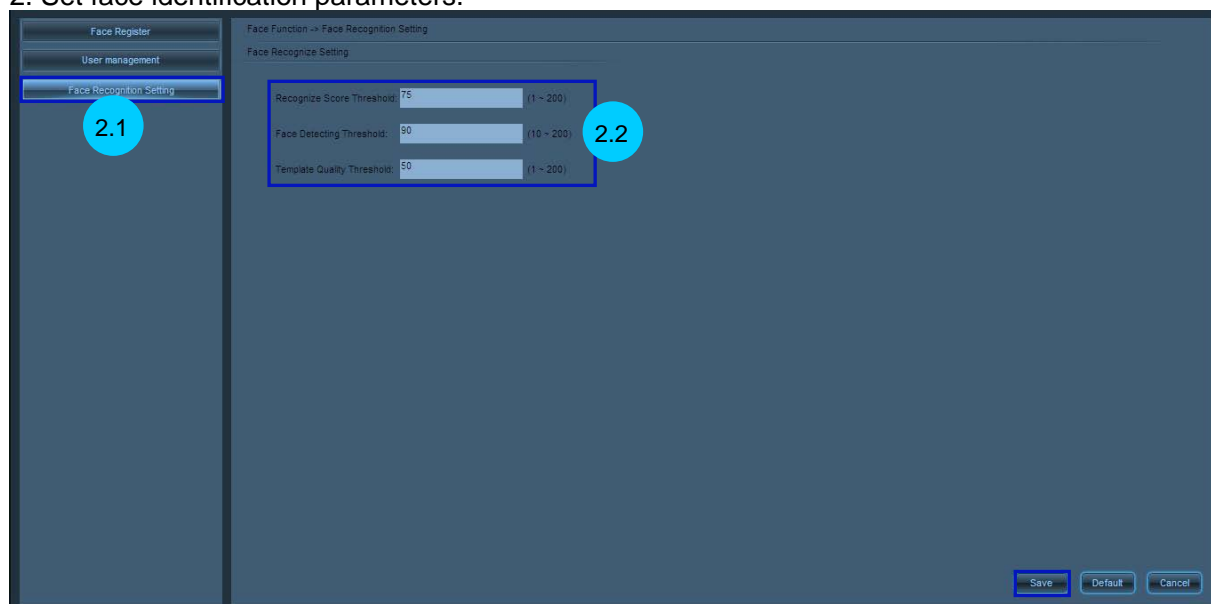 2. Set face identification parameters.
Face Register
User management
Face Recognition Setting
2.1
Face Function -> Face Recognition Setting
Face Recognize Setting
Recognize Score Threshold: 75 (1 ~ 200)
Face Detecting Threshold: 90 (10 ~ 200)
2.2
Template Quality Threshold: 50 (1 ~ 200)
Save Default Cancel